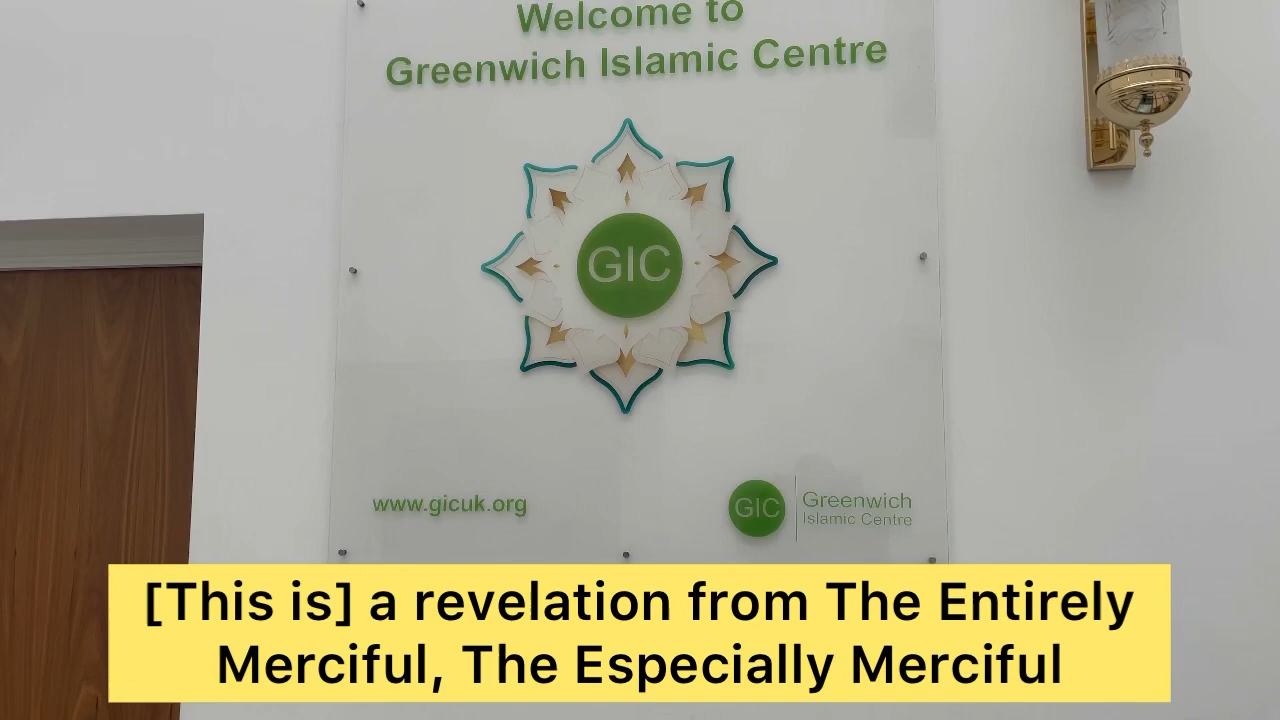 Welcome to
Greenwich Islamic Centre
GIC
www.gicuk.org
GIC
Greenwich
Islamic Centre
[This is] a revelation from The Entirely
Merciful, The Especially Merciful